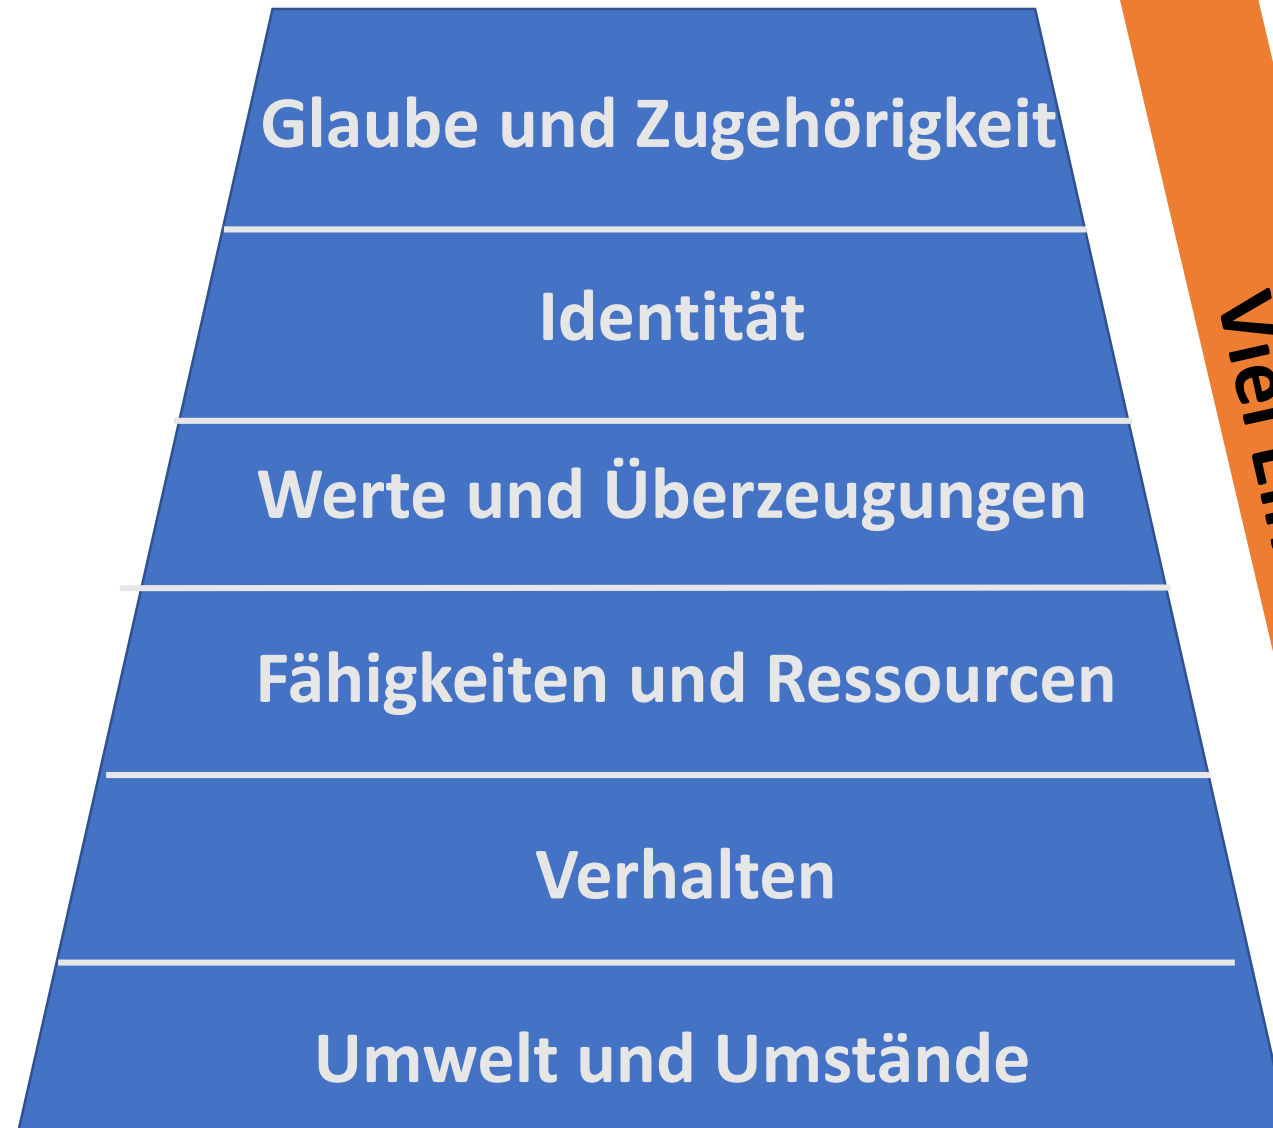 Glaube und Zugehörigkeit
Identität
Werte und Überzeugungen
Fähigkeiten und Ressourcen
Verhalten
Umwelt und Umstände
Viel